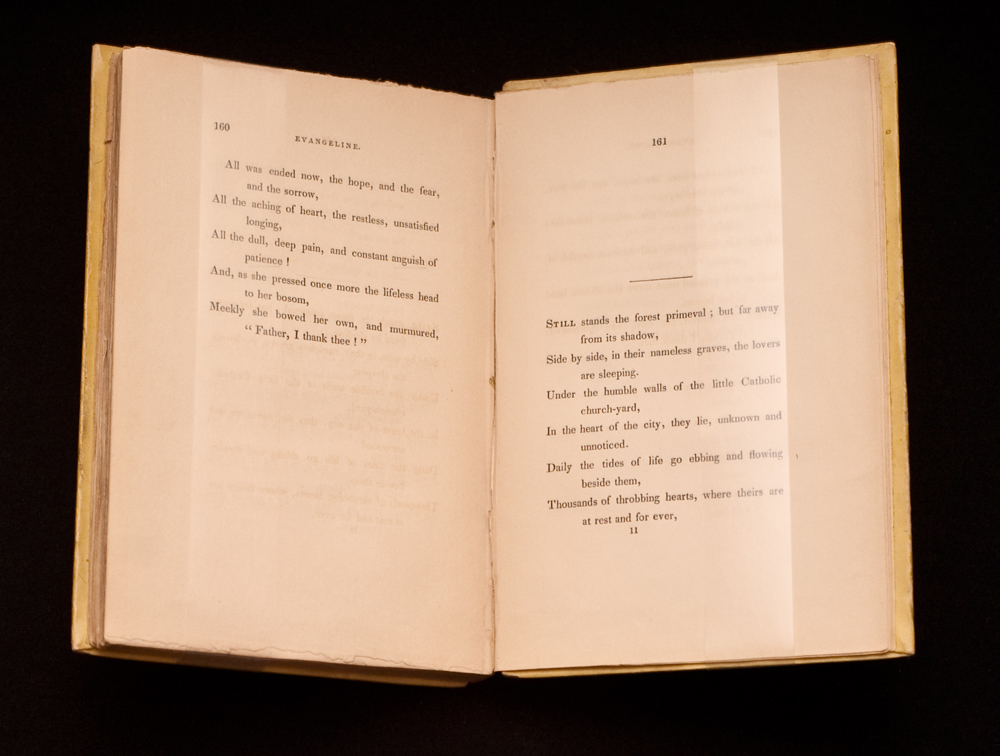 160
EVANGELINE.
All was ended now, the hope, and the fear,
and the sorrow,
All the aching of heart, the restless, unsatisfied
longing,
All the dull, deep pain, and constant anguish of
patience !
And, as she pressed once more the lifeless head
to her bosom,
Meekly she bowed her own, and murmured,
“ Father, I thank thee ! ”
161
STILL stands the forest primeval ; but far away
from its shadow,
Side by side, in their nameless graves, the lovers
are sleeping.
Under the humble walls of the little Catholic
church-yard,
In the heart of the city, they lie, unknown and
unnoticed.
Daily the tides of life go ebbing and flowing
beside them,
Thousands of throbbing hearts, where theirs are
at rest and for ever,
11